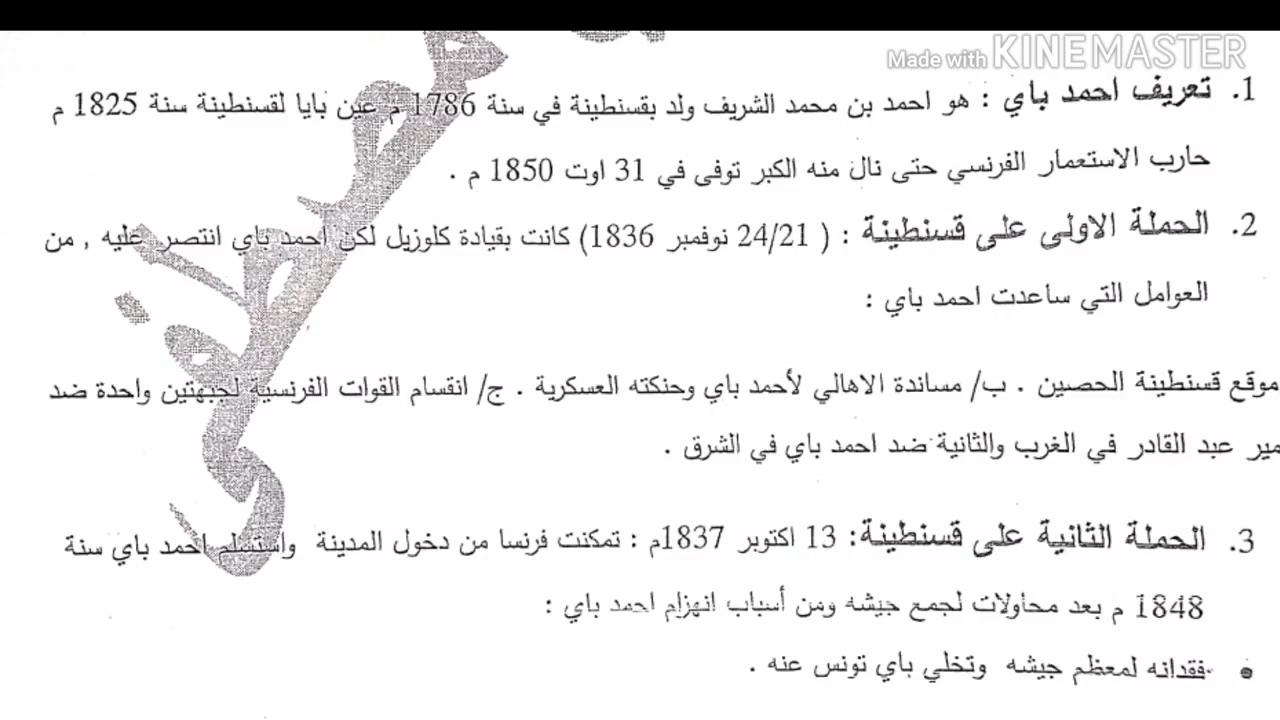 Made with KINEMASTER
1. تعريف احمد باي : هو احمد بن محمد الشريف ولد بقسنطينة في سنة 1786 م عين بايا لقسنطينة سنة 1825 م
حارب الاستعمار الفرنسي حتى نال منه الكبر توفى في 31 اوت 1850 م .
2. الحملة الاولى على قسنطينة : ( 24/21 نوفمبر 1836) كانت بقيادة كلوزيل لكن احمد باي انتصر عليه , من
العوامل التي ساعدت احمد باي :
موقع قسنطينة الحصين . ب/ مساندة الاهالي لأحمد باي وحنكته العسكرية . ج/ انقسام القوات الفرنسية لجبهتين واحدة ضد
مير عبد القادر في الغرب والثانية ضد احمد باي في الشرق .
3. الحملة الثانية على قسنطينة: 13 اكتوبر 1837م : تمكنت فرنسا من دخول المدينة واستسلم احمد باي سنة
1848 م بعد محاولات لجمع جيشه ومن أسباب انهزام احمد باي :
• فقدانه لمعظم جيشه وتخلي باي تونس عنه .